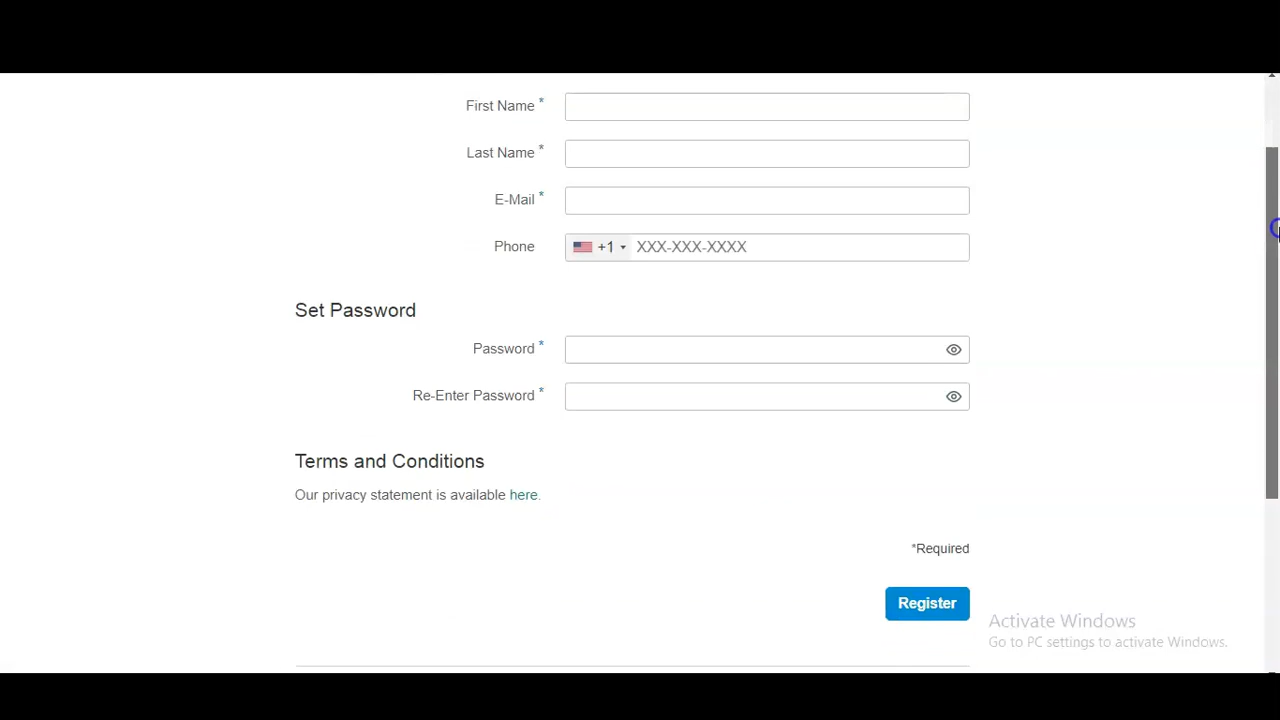 First Name *
Last Name *
E-Mail *
Phone +1 XXX-XXX-XXXX
Set Password
Password *
Re-Enter Password *
Terms and Conditions
Our privacy statement is available here.
*Required
Register
Activate Windows
Go to PC settings to activate Windows.